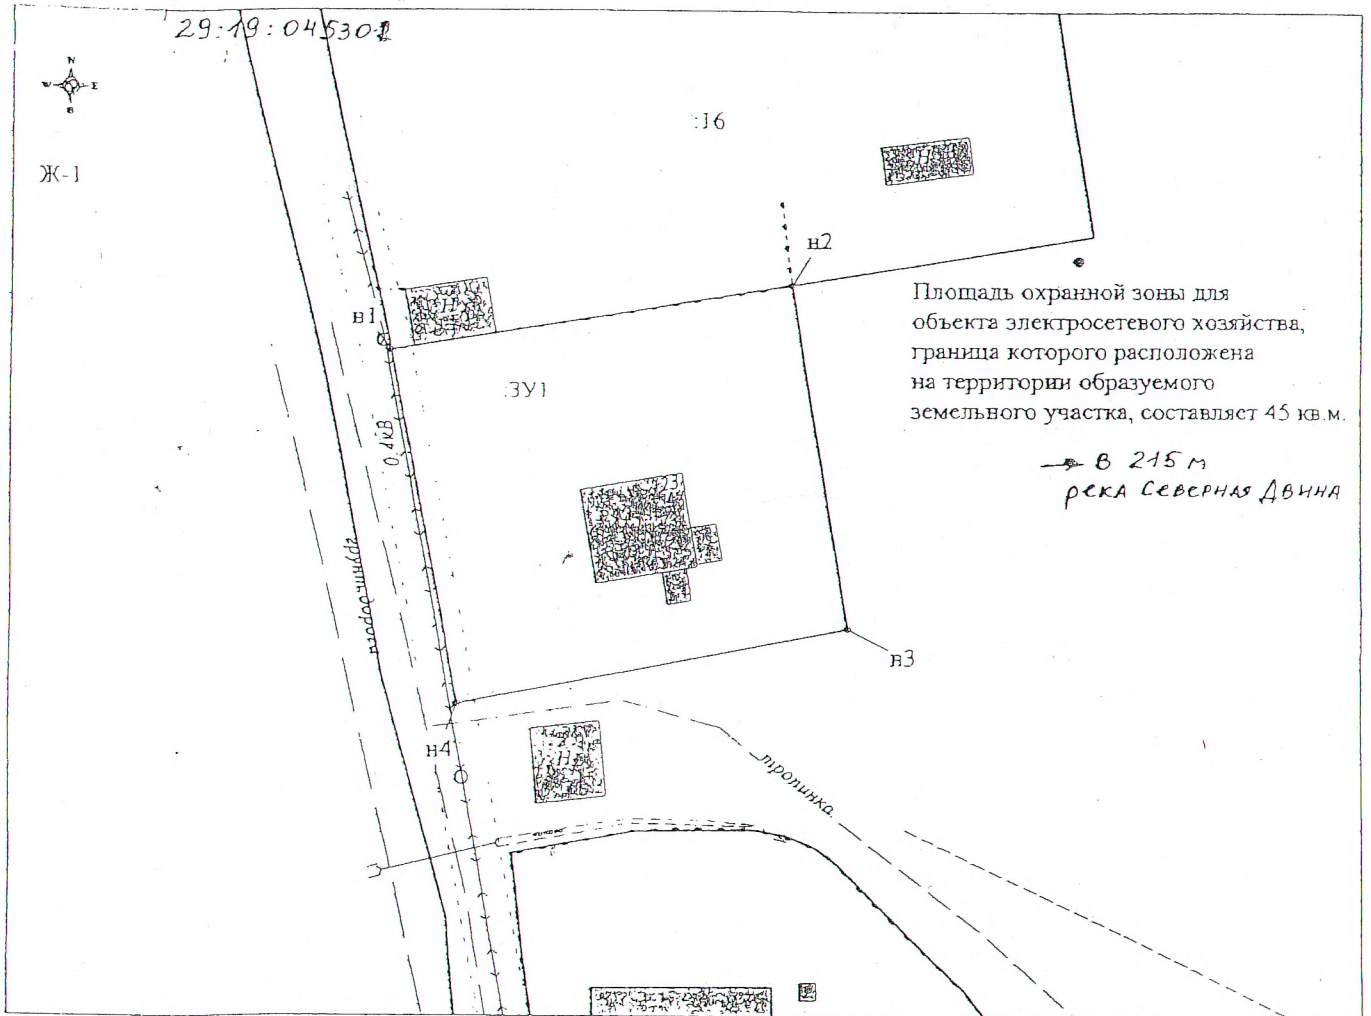 29:19:045302
N
W E
S
:16
Н
Ж-1
н2
Н
н1
Площадь охранной зоны для
объекта электросетевого хозяйства,
граница которого расположена
на территории образуемого
земельного участка, составляет 45 кв.м.
:ЗУ1
0.4кВ
В 215 м
река Северная Двина
23
грунт.дорога
н3
н4
Н
тропинка